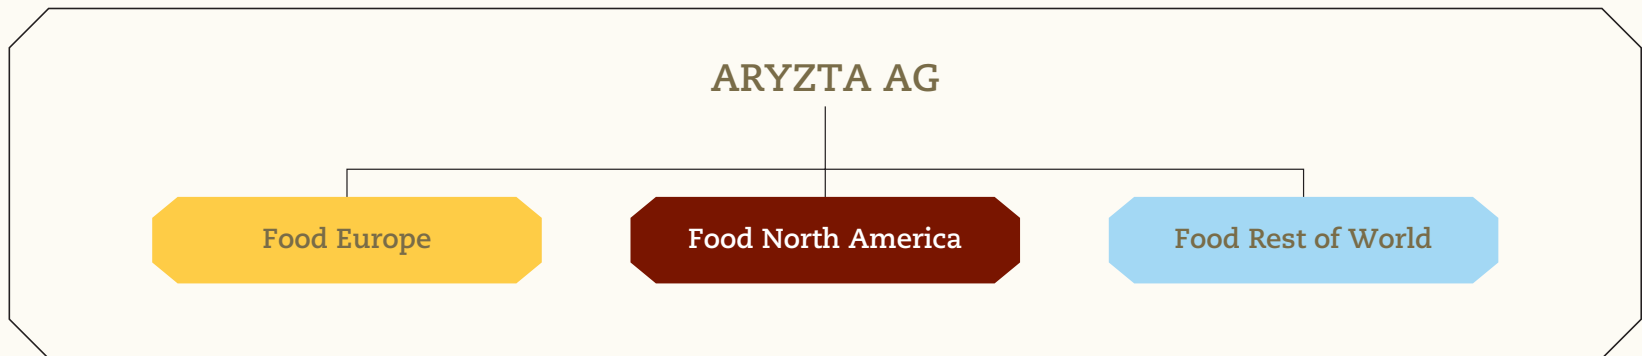 ARYZTA AG
Food Europe
Food North America
Food Rest of World